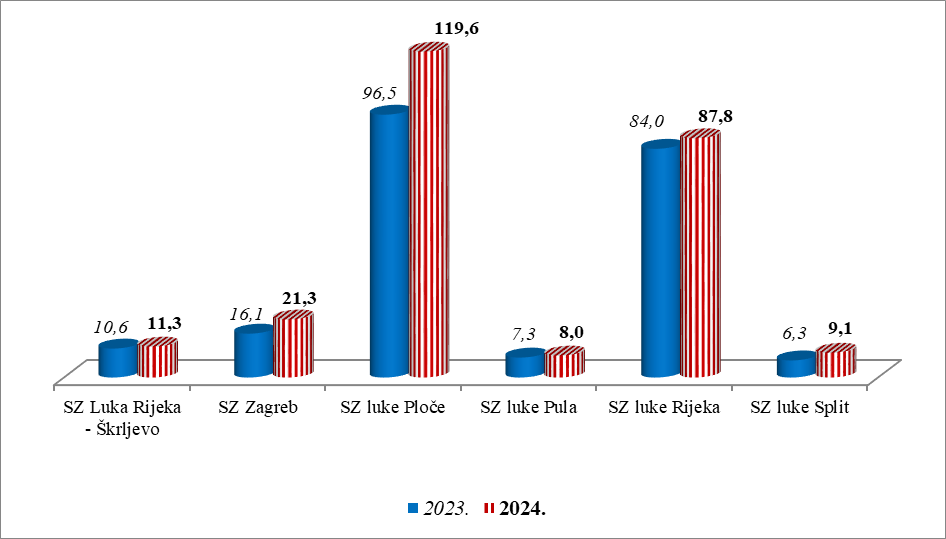 119,6
96,5
84,0
87,8
16,1
21,3
10,6
11,3
7,3
8,0
6,3
9,1
SZ Luka Rijeka
- Škrljevo
SZ Zagreb
SZ luke Ploče
SZ luke Pula
SZ luke Rijeka
SZ luke Split
2023.
2024.